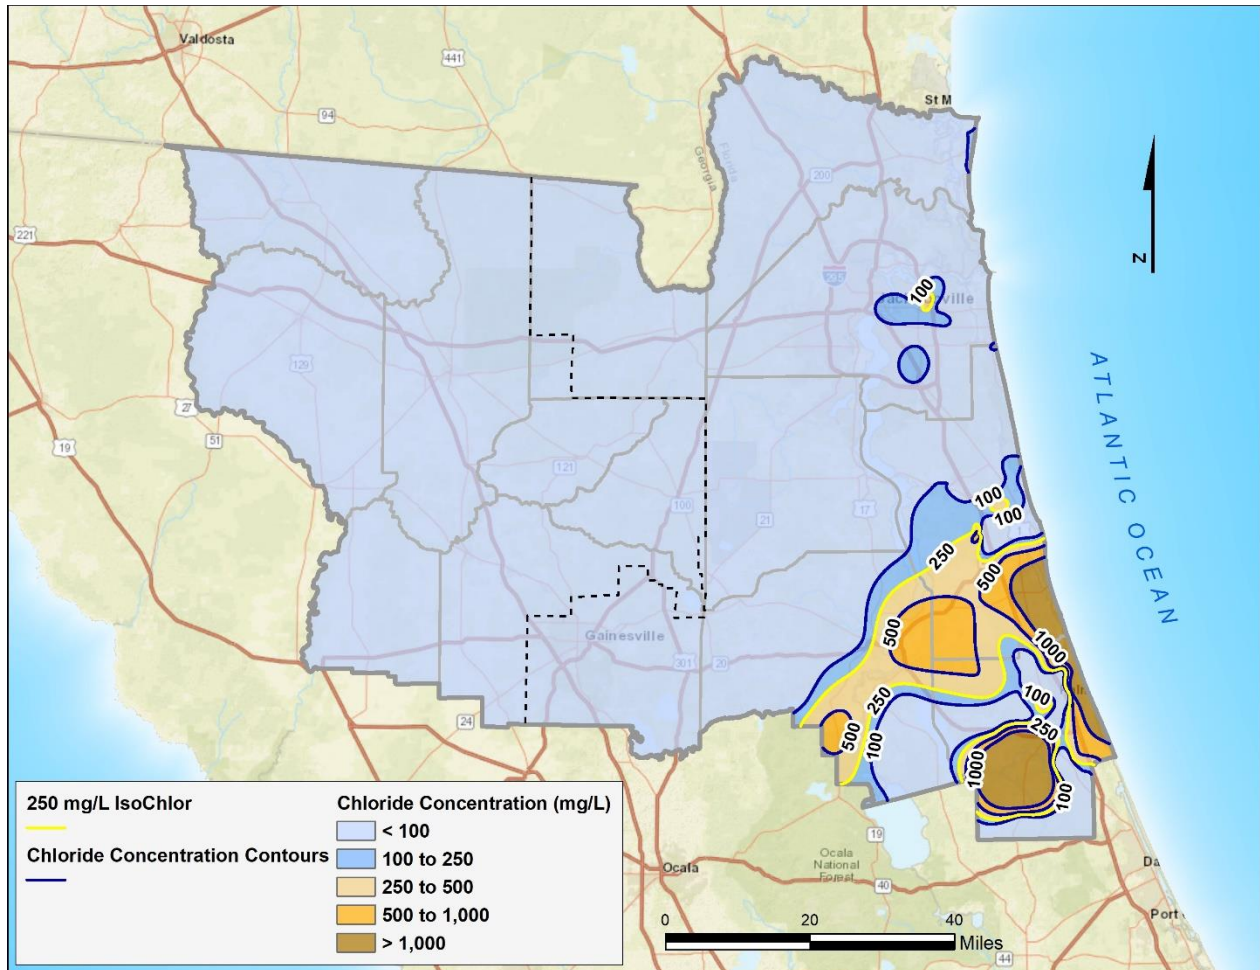 Valdosta
441
94
St M
Georgia
Florida
200
221
N
295
100
Jacksonville
129
27
51
19
ATLANTIC OCEAN
121
100
21
17
100
100
250
500
Gainesville
301
20
500
1000
250
100
24
500
100
250
1000
100
19
Ocala
National
Forest
Ocala
40
Da
Port
44
250 mg/L IsoChlor
Chloride Concentration Contours
Chloride Concentration (mg/L)
< 100
100 to 250
250 to 500
500 to 1,000
> 1,000
0 20 40
Miles